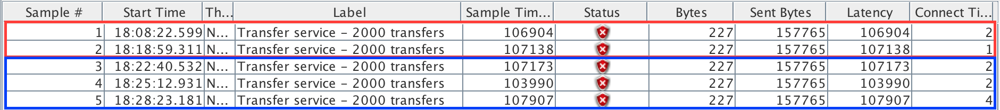 Sample # Start Time Th... Label Sample Tim... Status Bytes Sent Bytes Latency Connect Ti...
1 18:08:22.599 N... Transfer service - 2000 transfers 106904 227 157765 106904 2
2 18:18:59.311 N... Transfer service - 2000 transfers 107138 227 157765 107138 1
3 18:22:40.532 N... Transfer service - 2000 transfers 107173 227 157765 107173 2
4 18:25:12.931 N... Transfer service - 2000 transfers 103990 227 157765 103990 2
5 18:28:23.181 N... Transfer service - 2000 transfers 107907 227 157765 107907 4